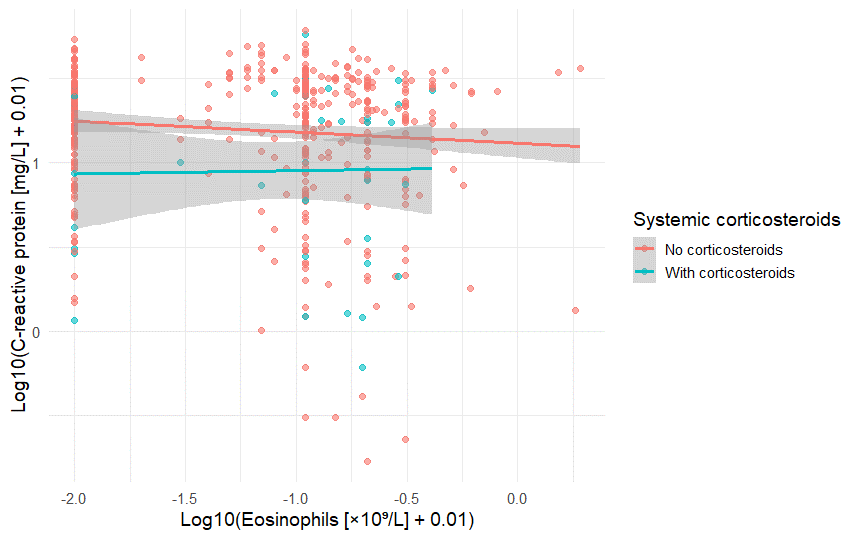 Log10(C-reactive protein [mg/L] + 0.01)
1
0
-2.0 -1.5 -1.0 -0.5 0.0
Log10(Eosinophils [×10⁹/L] + 0.01)
Systemic corticosteroids
No corticosteroids
With corticosteroids